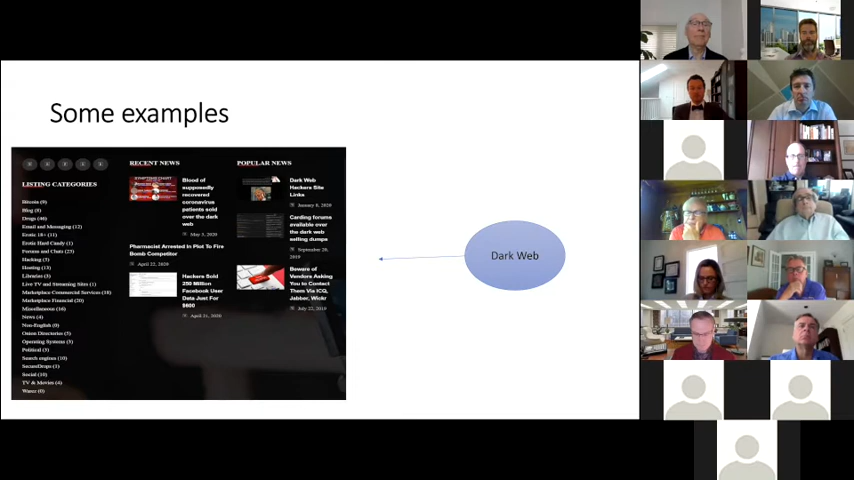 Some examples
LISTING CATEGORIES
Bitcoin (9)
Blog (9)
Drugs (46)
Email and Messaging (12)
Erotic 18+ (11)
Erotic Hard Candy (1)
Forums and Chats (23)
Hacking (5)
Hosting (13)
Libraries (3)
Live TV and Streaming Sites (1)
Marketplace Commercial Services (18)
Marketplace Financial (20)
Miscellaneous (16)
News (4)
Non-English (0)
Onion Directories (5)
Operating Systems (3)
Political (3)
Search engines (10)
SecureDrops (1)
Social (10)
TV & Movies (4)
Warez (0)
RECENT NEWS
Blood of
supposedly
recovered
coronavirus
patients sold
over the dark
web
May 3, 2020
Pharmacist Arrested in Plot To Fire
Bomb Competitor
April 22, 2020
Hackers Sold
250 Million
Facebook User
Data Just For
$600
April 21, 2020
POPULAR NEWS
Dark Web
Hackers Site
Links
January 8, 2020
Carding forums
available over
the dark web
selling dumps
September 28,
2019
Beware of
Vendors Asking
You to Contact
Them Via ICQ,
Jabber, Wickr
July 23, 2019
Dark Web